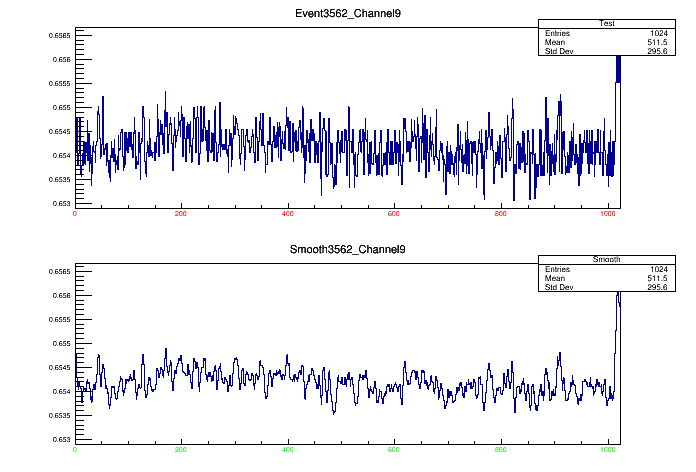 Event3562_Channel9
Test
Entries 1024
Mean 511.5
Std Dev 295.6
0.6565
0.656
0.6555
0.655
0.6545
0.654
0.6535
0.653
0 200 400 600 800 1000
Smooth3562_Channel9
Smooth
Entries 1024
Mean 511.5
Std Dev 295.6
0.6565
0.656
0.6555
0.655
0.6545
0.654
0.6535
0.653
0 200 400 600 800 1000